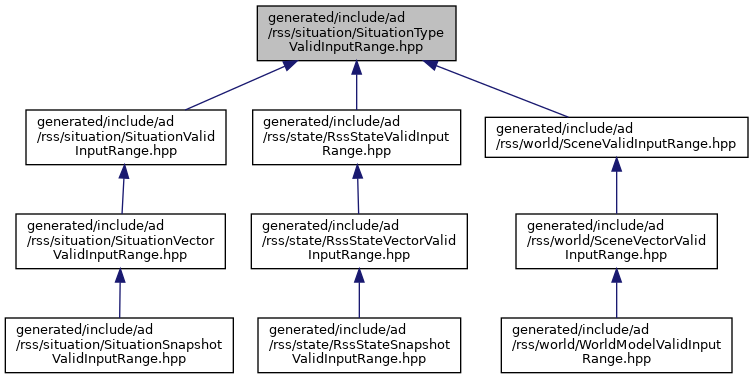 generated/include/ad
/rss/situation/SituationType
ValidInputRange.hpp
generated/include/ad
/rss/situation/SituationValid
InputRange.hpp
generated/include/ad
/rss/state/RssStateValidInput
Range.hpp
generated/include/ad
/rss/world/SceneValidInputRange.hpp
generated/include/ad
/rss/situation/SituationVector
ValidInputRange.hpp
generated/include/ad
/rss/state/RssStateVectorValid
InputRange.hpp
generated/include/ad
/rss/world/SceneVectorValid
InputRange.hpp
generated/include/ad
/rss/situation/SituationSnapshot
ValidInputRange.hpp
generated/include/ad
/rss/state/RssStateSnapshot
ValidInputRange.hpp
generated/include/ad
/rss/world/WorldModelValidInput
Range.hpp